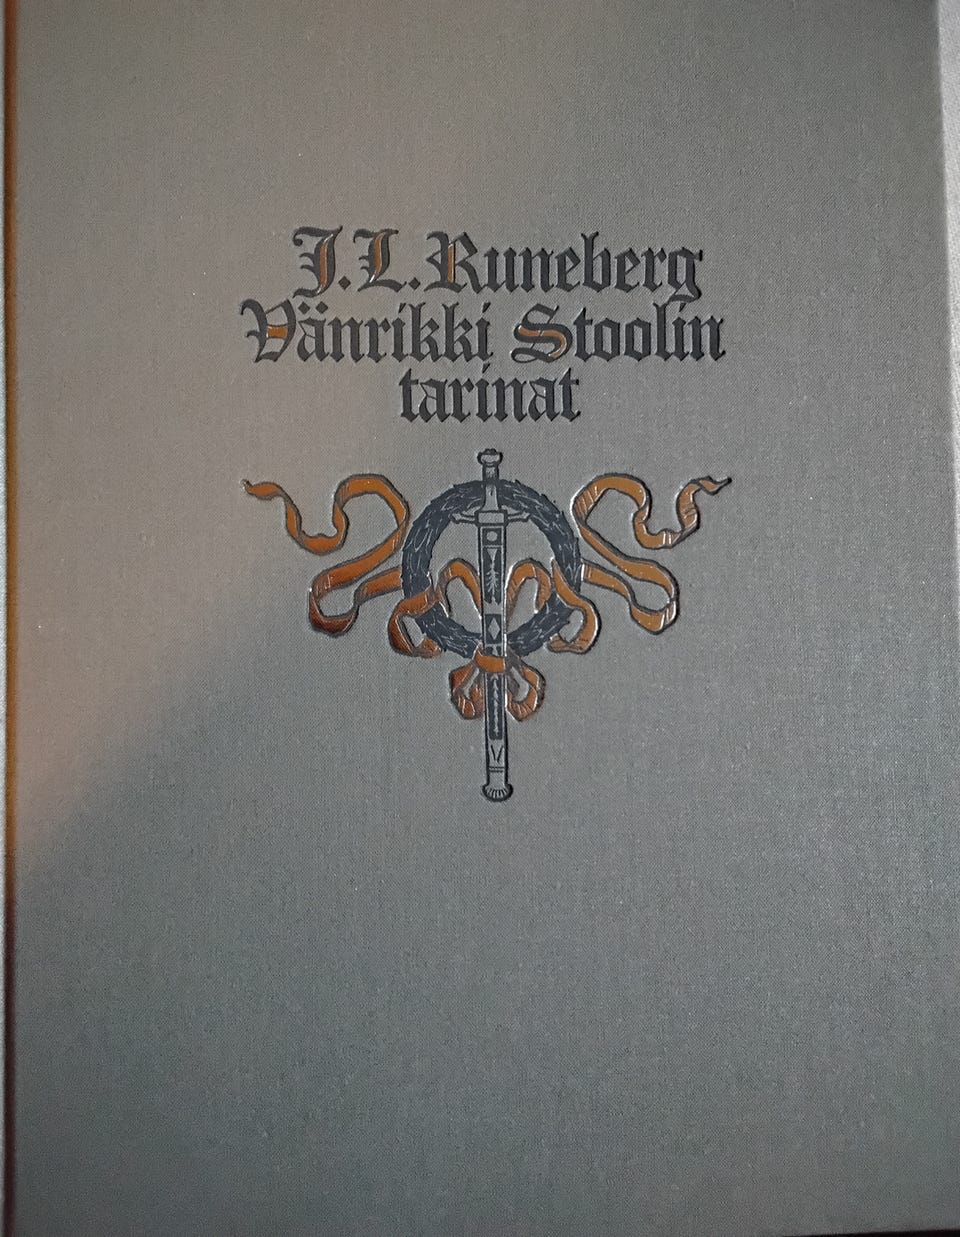 J. L. Runeberg
Vänrikki Stoolin
tarinat